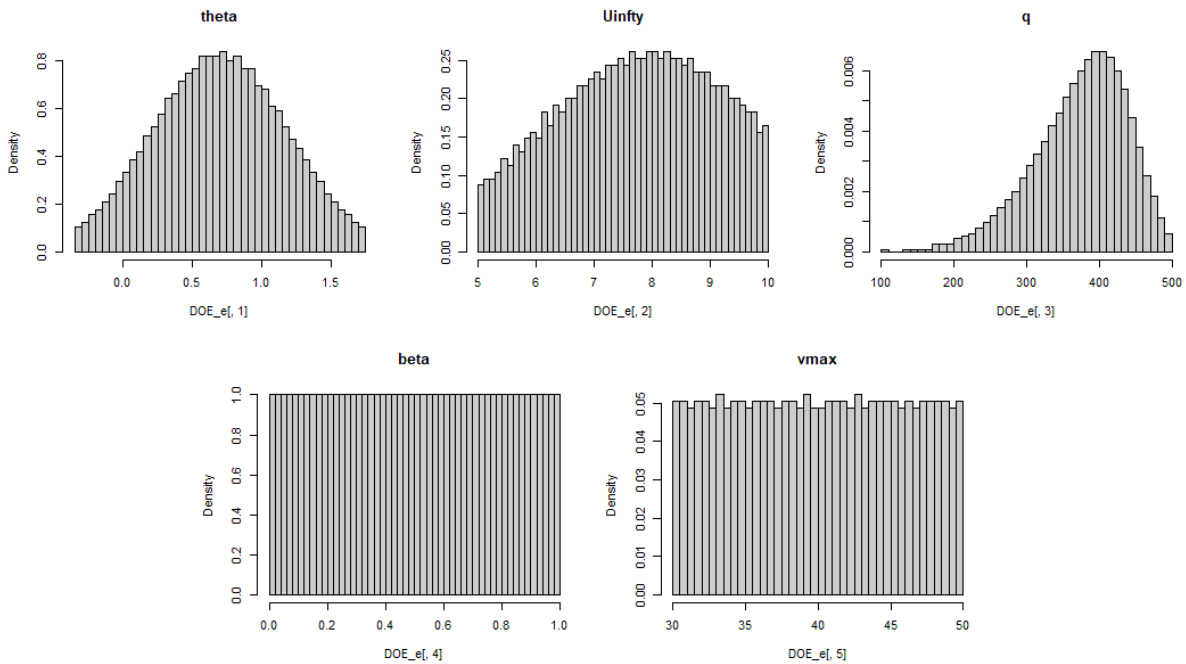 theta
Density
0.0 0.2 0.4 0.6 0.8
0.0 0.5 1.0 1.5
DOE_e[, 1]
Uinfty
Density
0.00 0.05 0.10 0.15 0.20 0.25
5 6 7 8 9 10
DOE_e[, 2]
q
Density
0.000 0.002 0.004 0.006
100 200 300 400 500
DOE_e[, 3]
beta
Density
0.0 0.2 0.4 0.6 0.8 1.0
0.0 0.2 0.4 0.6 0.8 1.0
DOE_e[, 4]
vmax
Density
0.00 0.01 0.02 0.03 0.04 0.05
30 35 40 45 50
DOE_e[, 5]